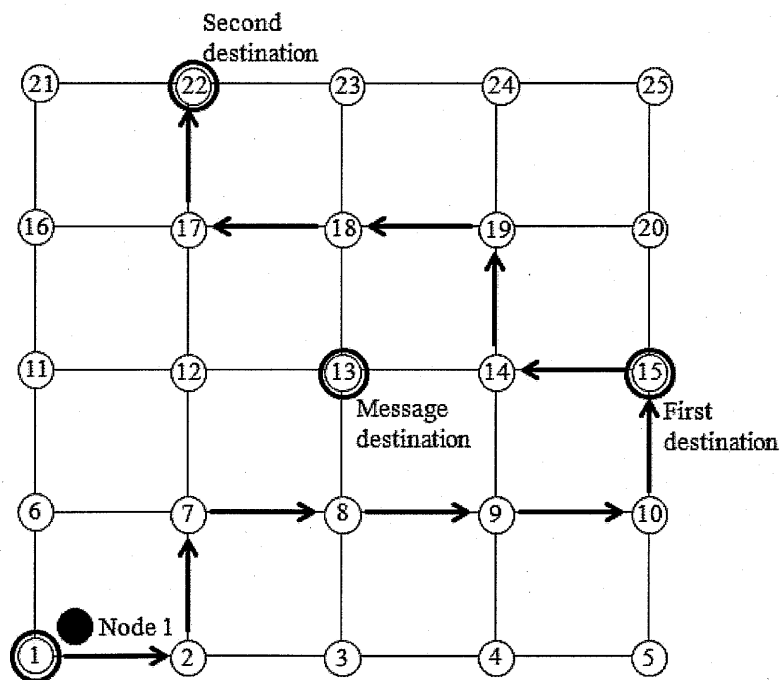 Second
destination
21 22 23 24 25
16 17 18 19 20
11 12 13 14 15
Message
destination
First
destination
6 7 8 9 10
Node 1
1 2 3 4 5